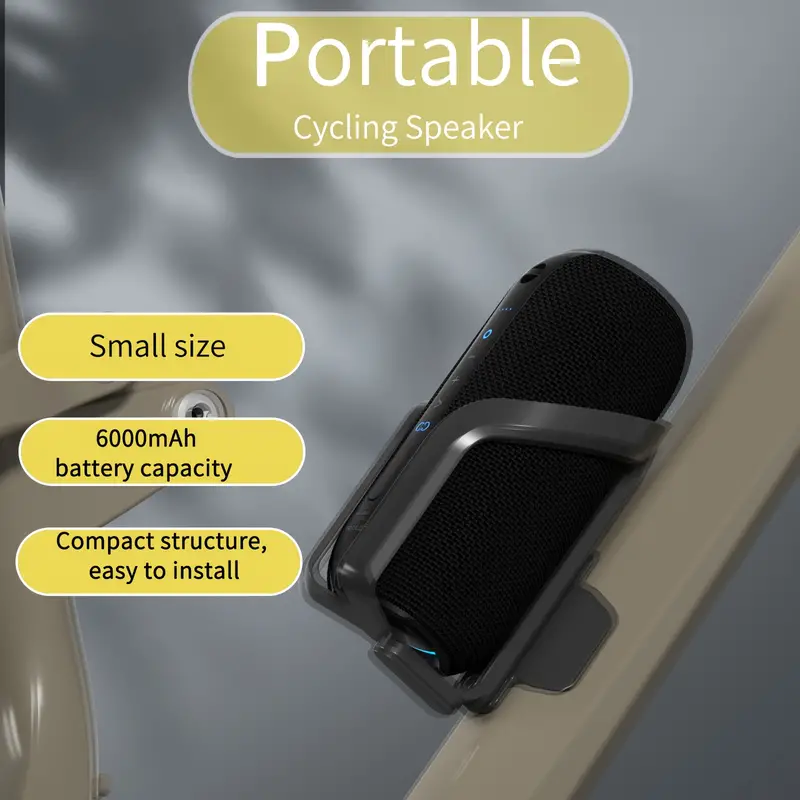 Portable
Cycling Speaker
Small size
6000mAh
battery capacity
Compact structure,
easy to install